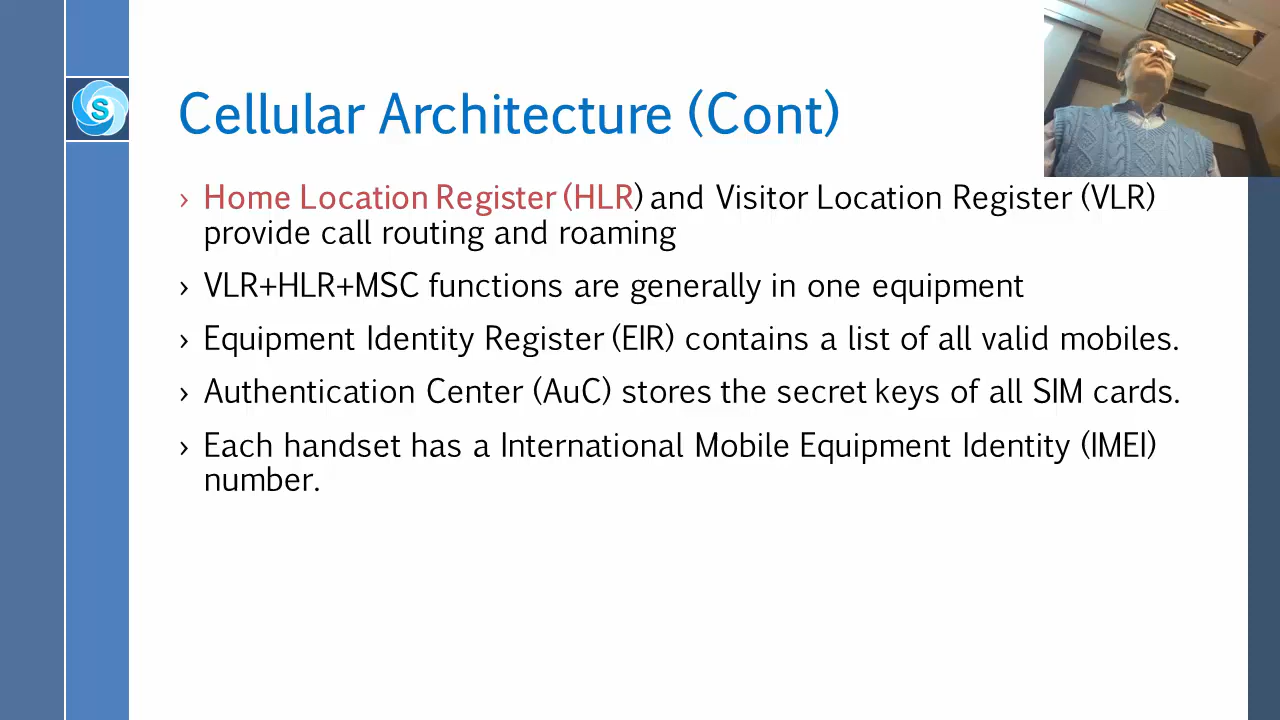 S
Cellular Architecture (Cont)
› Home Location Register (HLR) and Visitor Location Register (VLR)
provide call routing and roaming
› VLR+HLR+MSC functions are generally in one equipment
› Equipment Identity Register (EIR) contains a list of all valid mobiles.
› Authentication Center (AuC) stores the secret keys of all SIM cards.
› Each handset has a International Mobile Equipment Identity (IMEI)
number.